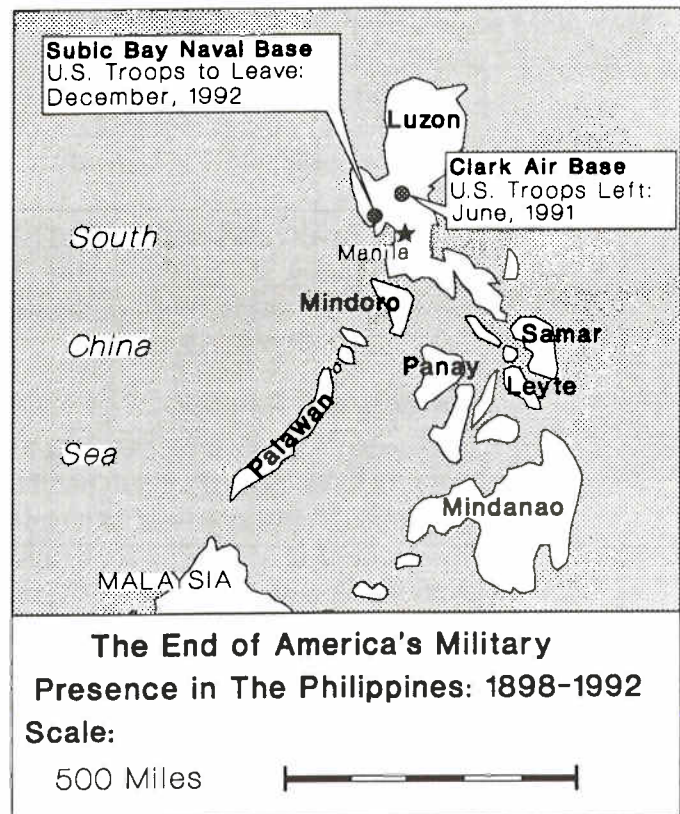 Subic Bay Naval Base
U.S. Troops to Leave:
December, 1992
Luzon
Clark Air Base
U.S. Troops Left:
June, 1991
South
Manila
Mindoro
China
Samar
Panay
Leyte
Palawan
Sea
Mindanao
MALAYSIA
The End of America's Military
Presence in The Philippines: 1898-1992
Scale:
500 Miles